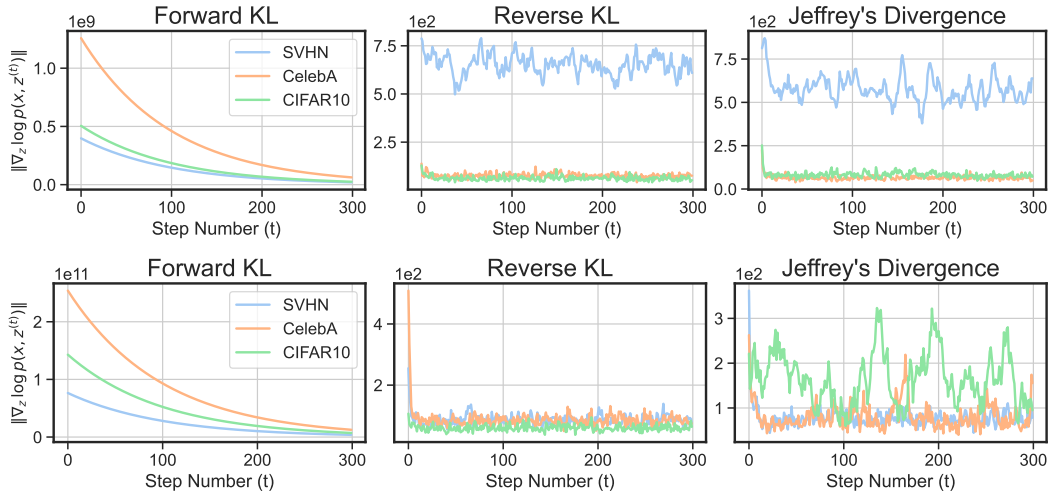 Forward KL
1e9
‖∇z log p(x, z(t))‖
1.0
0.5
0.0
SVHN
CelebA
CIFAR10
0
100
200
300
Step Number (t)
Reverse KL
1e2
7.5
5.0
2.5
0
100
200
300
Step Number (t)
Jeffrey's Divergence
1e2
7.5
5.0
2.5
0.0
0
100
200
300
Step Number (t)
Forward KL
1e11
‖∇z log p(x, z(t))‖
2
1
0
SVHN
CelebA
CIFAR10
0
100
200
300
Step Number (t)
Reverse KL
1e2
4
2
0
100
200
300
Step Number (t)
Jeffrey's Divergence
1e2
3
2
1
0
100
200
300
Step Number (t)